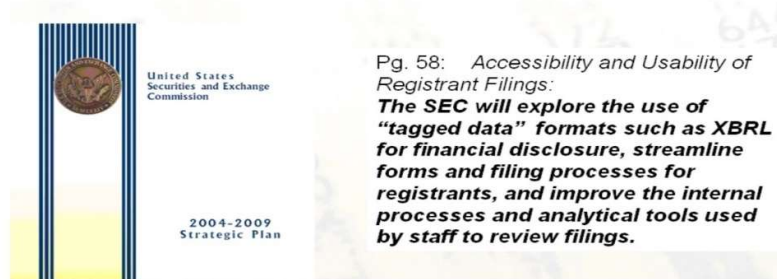 United States
Securities and Exchange
Commission
2004-2009
Strategic Plan
Pg. 58: Accessibility and Usability of
Registrant Filings:
The SEC will explore the use of
“tagged data” formats such as XBRL
for financial disclosure, streamline
forms and filing processes for
registrants, and improve the internal
processes and analytical tools used
by staff to review filings.